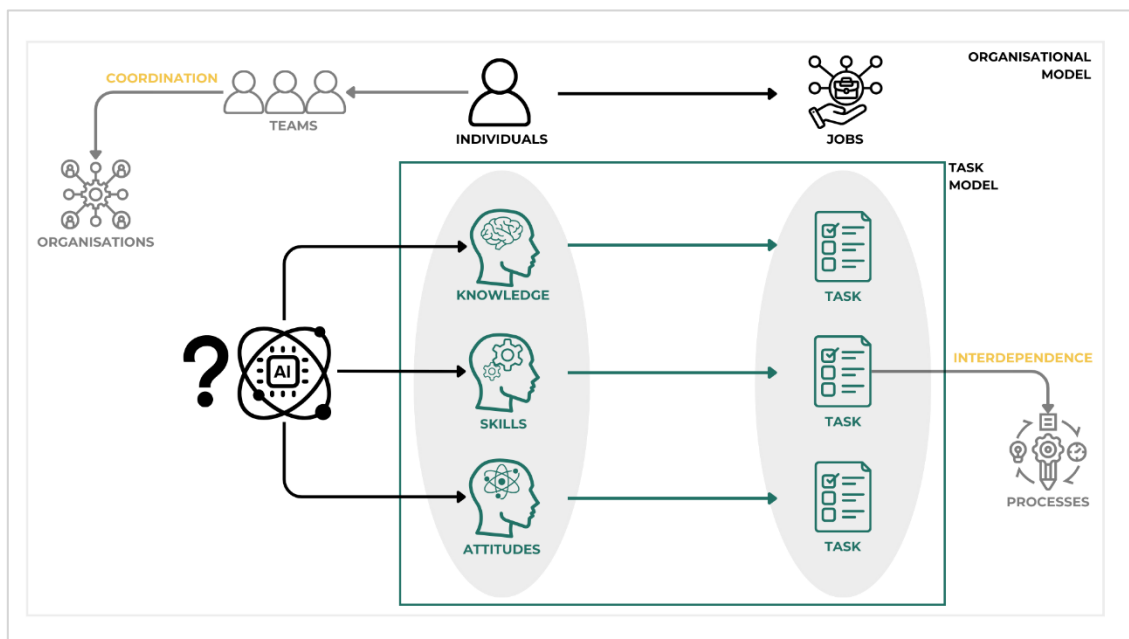 ORGANISATIONAL
MODEL
COORDINATION
TEAMS
INDIVIDUALS
JOBS
TASK
MODEL
ORGANISATIONS
KNOWLEDGE
TASK
?
AI
INTERDEPENDENCE
SKILLS
TASK
PROCESSES
ATTITUDES
TASK